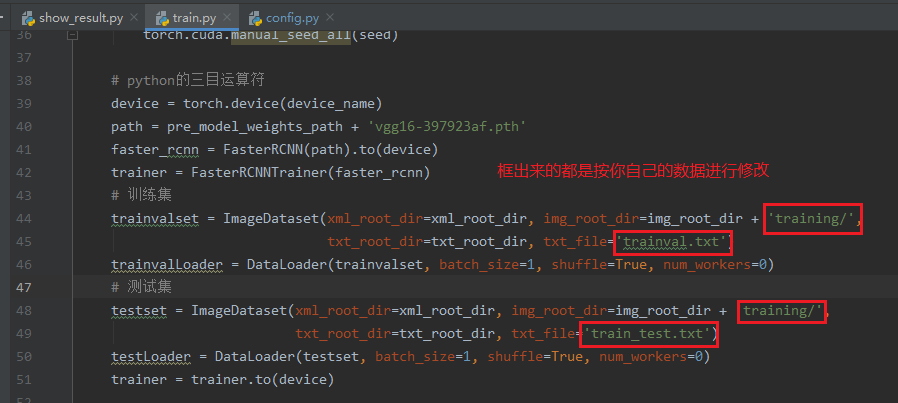 show_result.py × train.py × config.py ×
36 torch.cuda.manual_seed_all(seed)
37
38 # python的三目运算符
39 device = torch.device(device_name)
40 path = pre_model_weights_path + 'vgg16-397923af.pth'
41 faster_rcnn = FasterRCNN(path).to(device)
42 trainer = FasterRCNNTrainer(faster_rcnn) 框出来的都是按你自己的数据进行修改
43 # 训练集
44 trainvalset = ImageDataset(xml_root_dir=xml_root_dir, img_root_dir=img_root_dir + 'training/',
45 txt_root_dir=txt_root_dir, txt_file='trainval.txt')
46 trainvalLoader = DataLoader(trainvalset, batch_size=1, shuffle=True, num_workers=0)
47 # 测试集
48 testset = ImageDataset(xml_root_dir=xml_root_dir, img_root_dir=img_root_dir + 'training/',
49 txt_root_dir=txt_root_dir, txt_file='train_test.txt')
50 testLoader = DataLoader(testset, batch_size=1, shuffle=True, num_workers=0)
51 trainer = trainer.to(device)